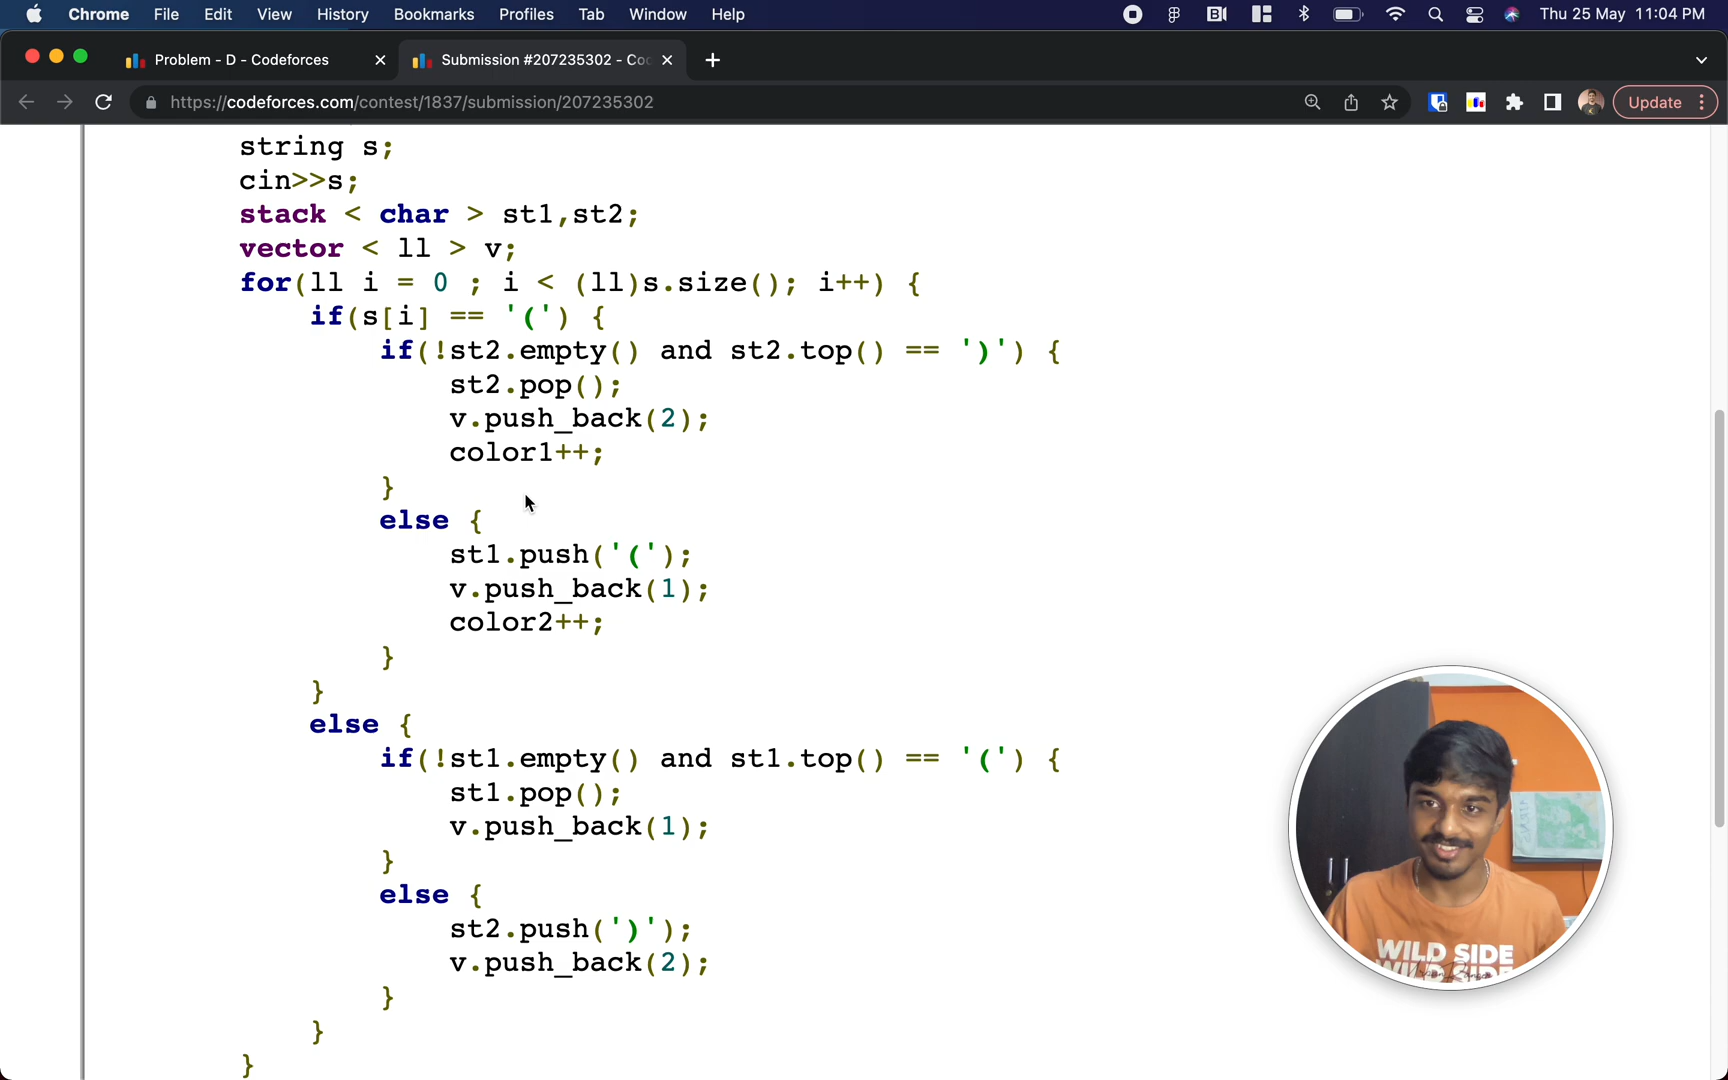 Chrome File Edit View History Bookmarks Profiles Tab Window Help Thu 25 May 11:04 PM
Problem - D - Codeforces Submission #207235302 - Co
https://codeforces.com/contest/1837/submission/207235302 Update
string s;
cin>>s;
stack < char > st1,st2;
vector < ll > v;
for(ll i = 0 ; i < (ll)s.size(); i++) {
if(s[i] == '(') {
if(!st2.empty() and st2.top() == ')') {
st2.pop();
v.push_back(2);
color1++;
}
else {
st1.push('(');
v.push_back(1);
color2++;
}
}
else {
if(!st1.empty() and st1.top() == '(') {
st1.pop();
v.push_back(1);
}
else {
st2.push(')');
v.push_back(2);
}
}
}
WILD SIDE
WILD SIDE